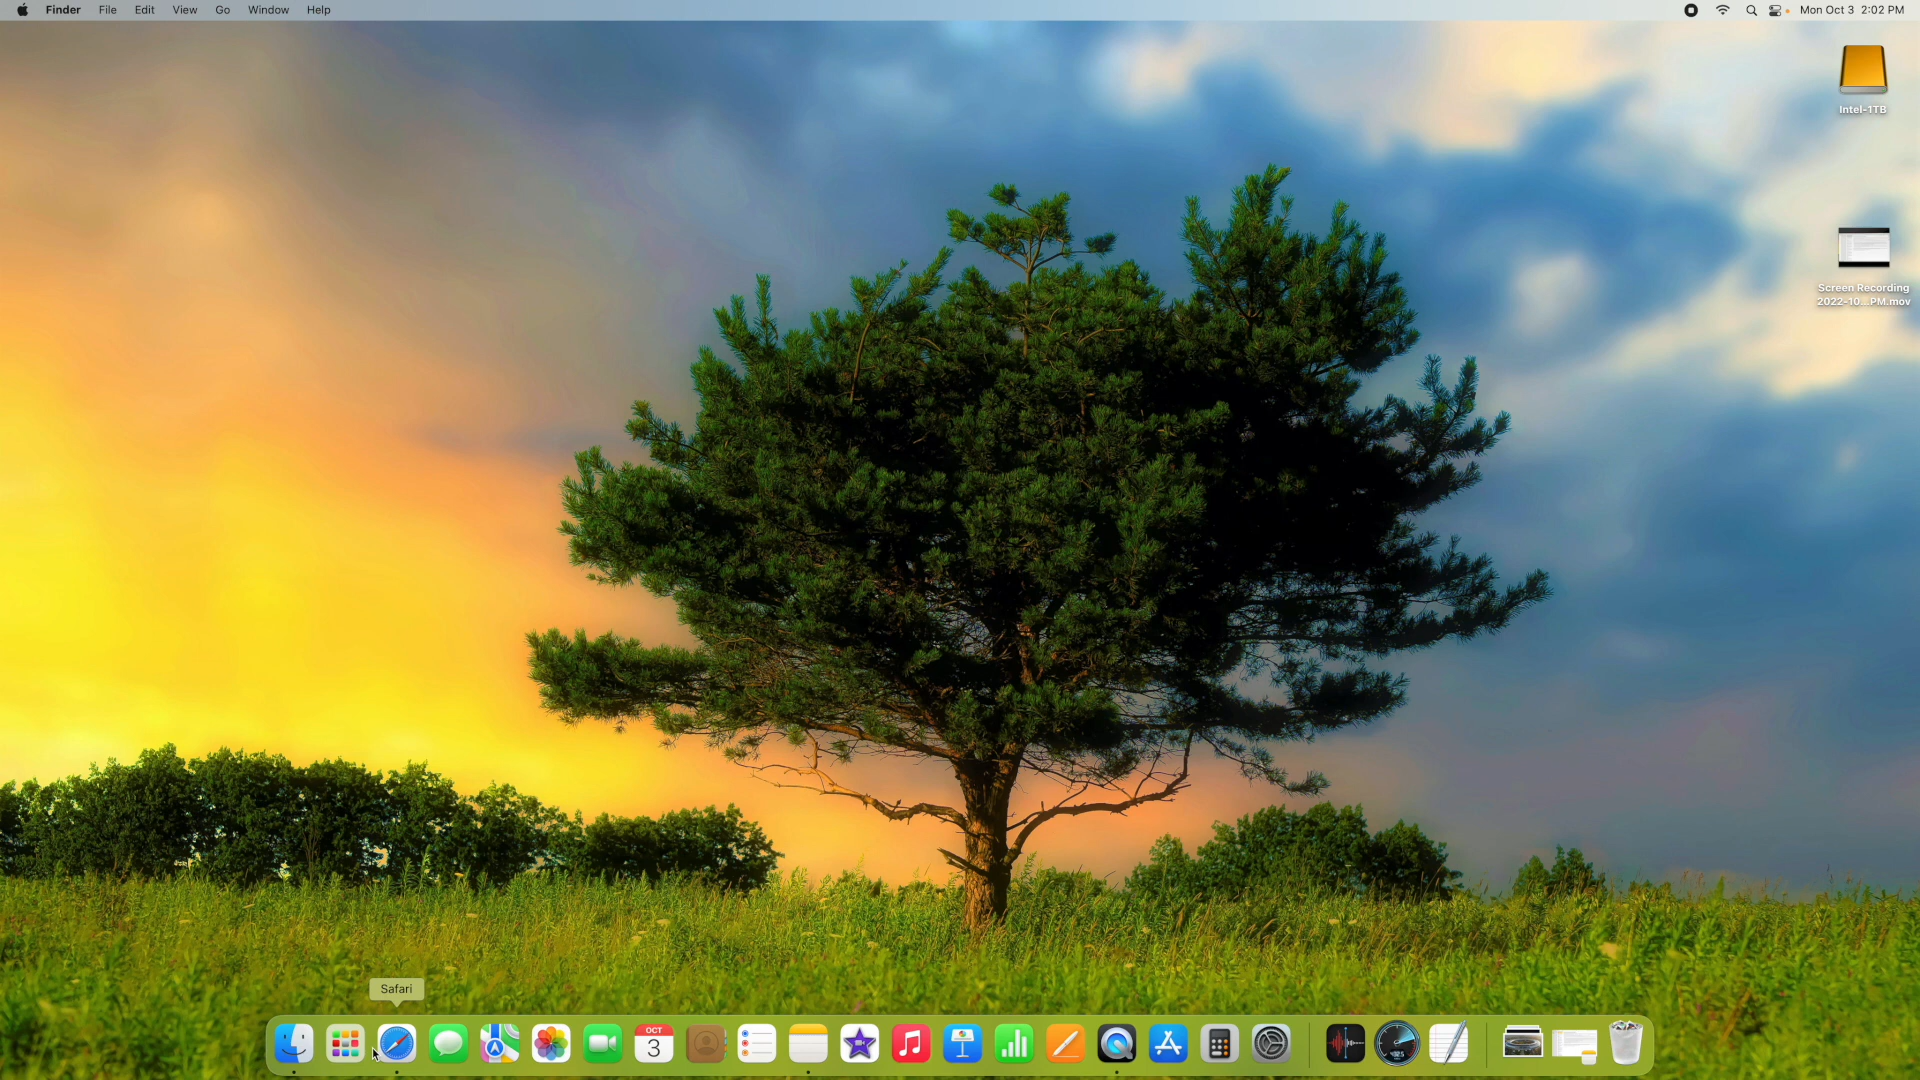 Finder File Edit View Go Window Help Mon Oct 3 2:02 PM
Intel-1TB
Screen Recording
2022-10...PM.mov
Safari
OCT
3